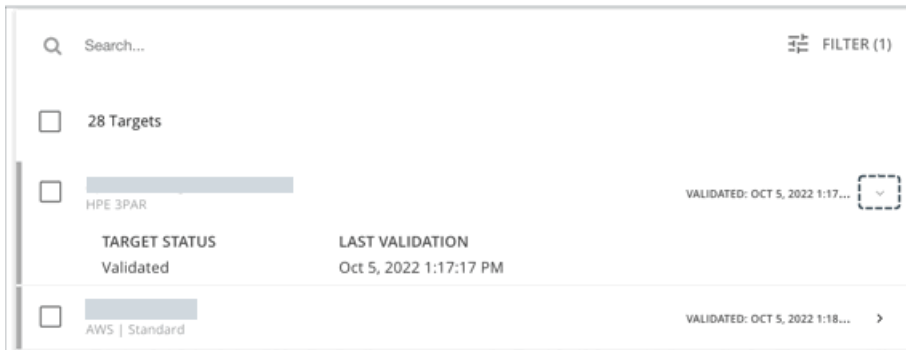 Search...
FILTER (1)
28 Targets
VALIDATED: OCT 5, 2022 1:17...
HPE 3PAR
TARGET STATUS
LAST VALIDATION
Validated
Oct 5, 2022 1:17:17 PM
VALIDATED: OCT 5, 2022 1:18...
AWS | Standard